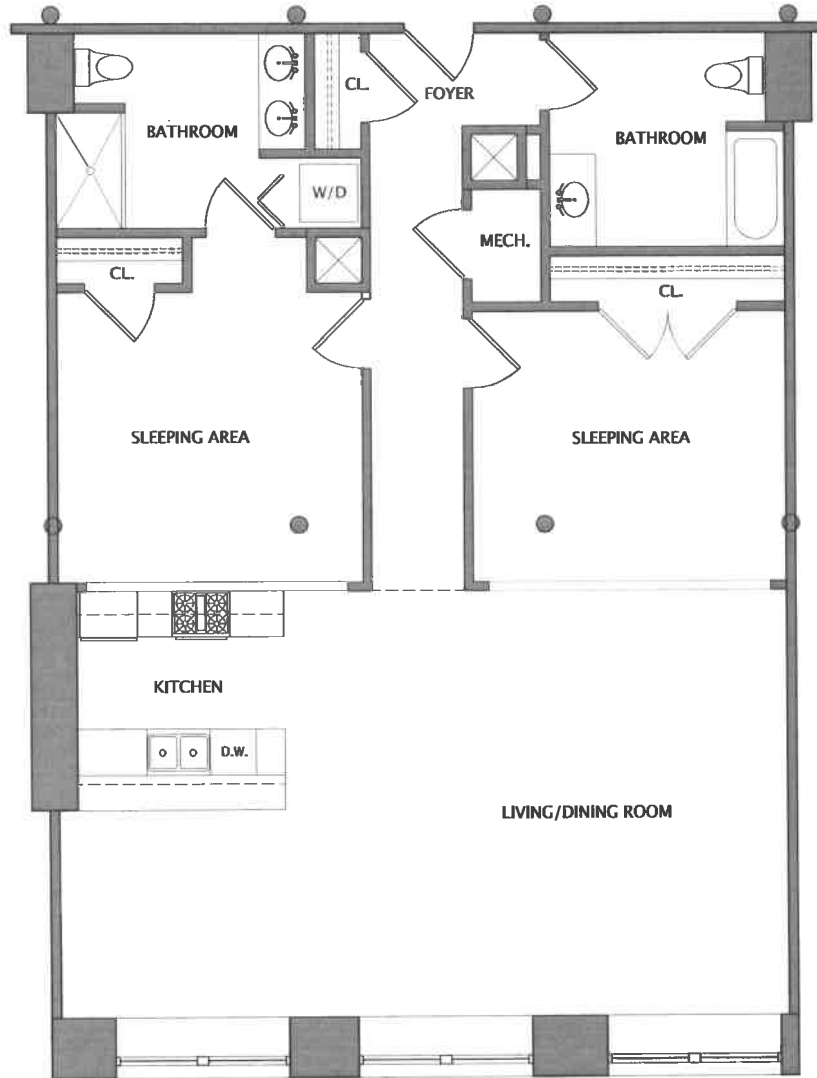 CL.
FOYER
BATHROOM
BATHROOM
W/D
MECH.
CL.
CL.
SLEEPING AREA
SLEEPING AREA
KITCHEN
D.W.
LIVING/DINING ROOM